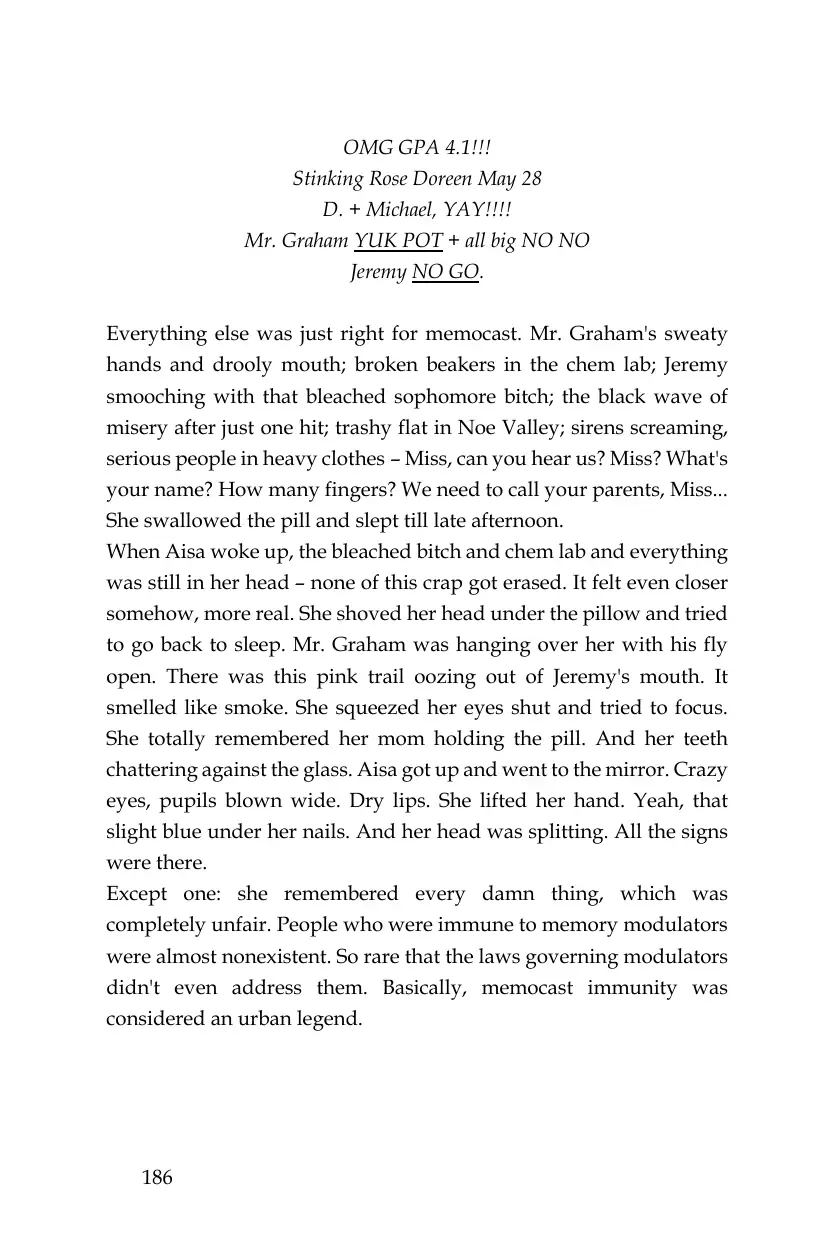 OMG GPA 4.1!!!
Stinking Rose Doreen May 28
D. + Michael, YAY!!!!
Mr. Graham YUK POT + all big NO NO
Jeremy NO GO.
Everything else was just right for memocast. Mr. Graham's sweaty
hands and drooly mouth; broken beakers in the chem lab; Jeremy
smooching with that bleached sophomore bitch; the black wave of
misery after just one hit; trashy flat in Noe Valley; sirens screaming,
serious people in heavy clothes – Miss, can you hear us? Miss? What's
your name? How many fingers? We need to call your parents, Miss...
She swallowed the pill and slept till late afternoon.
When Aisa woke up, the bleached bitch and chem lab and everything
was still in her head – none of this crap got erased. It felt even closer
somehow, more real. She shoved her head under the pillow and tried
to go back to sleep. Mr. Graham was hanging over her with his fly
open. There was this pink trail oozing out of Jeremy's mouth. It
smelled like smoke. She squeezed her eyes shut and tried to focus.
She totally remembered her mom holding the pill. And her teeth
chattering against the glass. Aisa got up and went to the mirror. Crazy
eyes, pupils blown wide. Dry lips. She lifted her hand. Yeah, that
slight blue under her nails. And her head was splitting. All the signs
were there.
Except one: she remembered every damn thing, which was
completely unfair. People who were immune to memory modulators
were almost nonexistent. So rare that the laws governing modulators
didn't even address them. Basically, memocast immunity was
considered an urban legend.
186